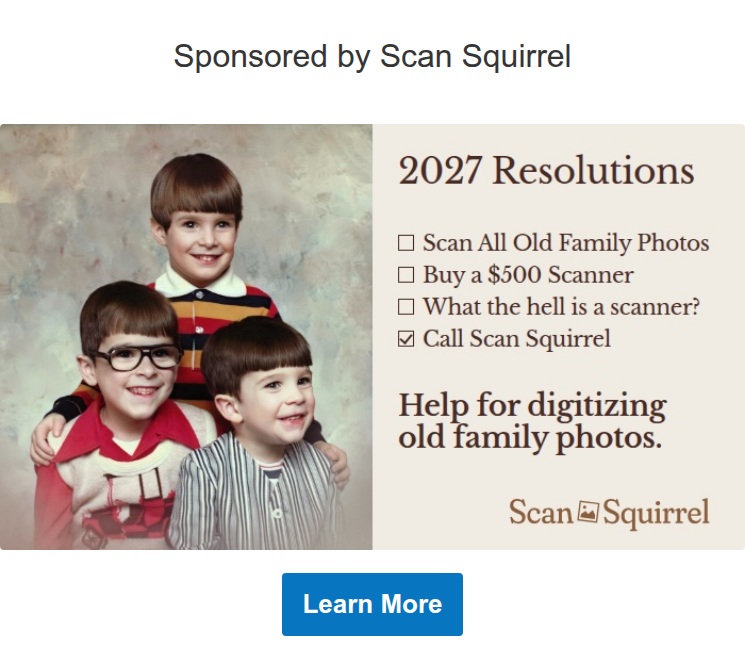 Sponsored by Scan Squirrel
2027 Resolutions
Scan All Old Family Photos
Buy a $500 Scanner
What the hell is a scanner?
Call Scan Squirrel
Help for digitizing
old family photos.
Scan Squirrel
Learn More